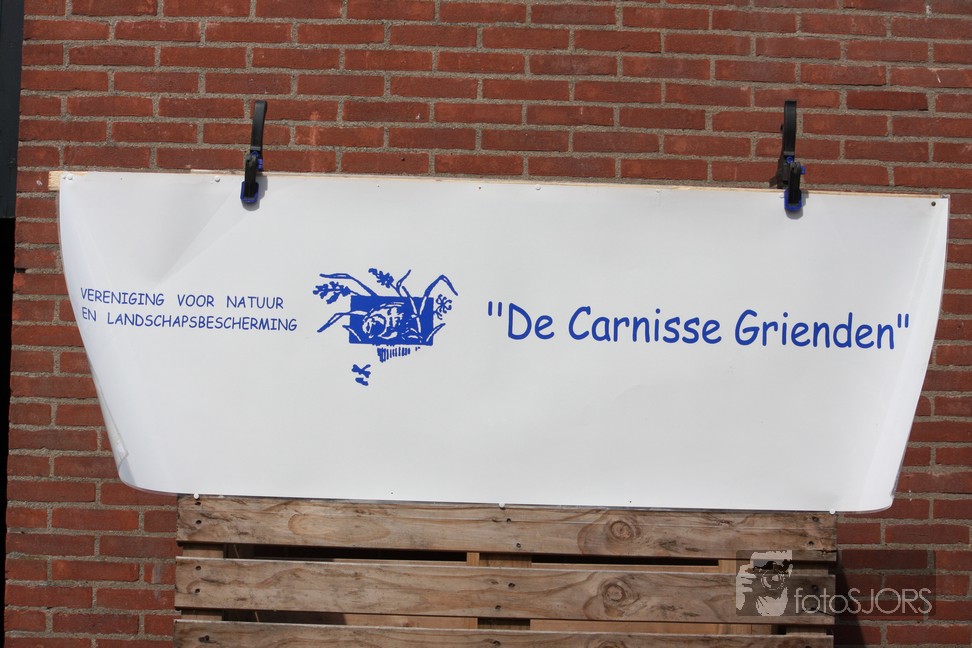 VERENIGING VOOR NATUUR
EN LANDSCHAPSBESCHERMING
"De Carnisse Grienden"
fotoSJORS